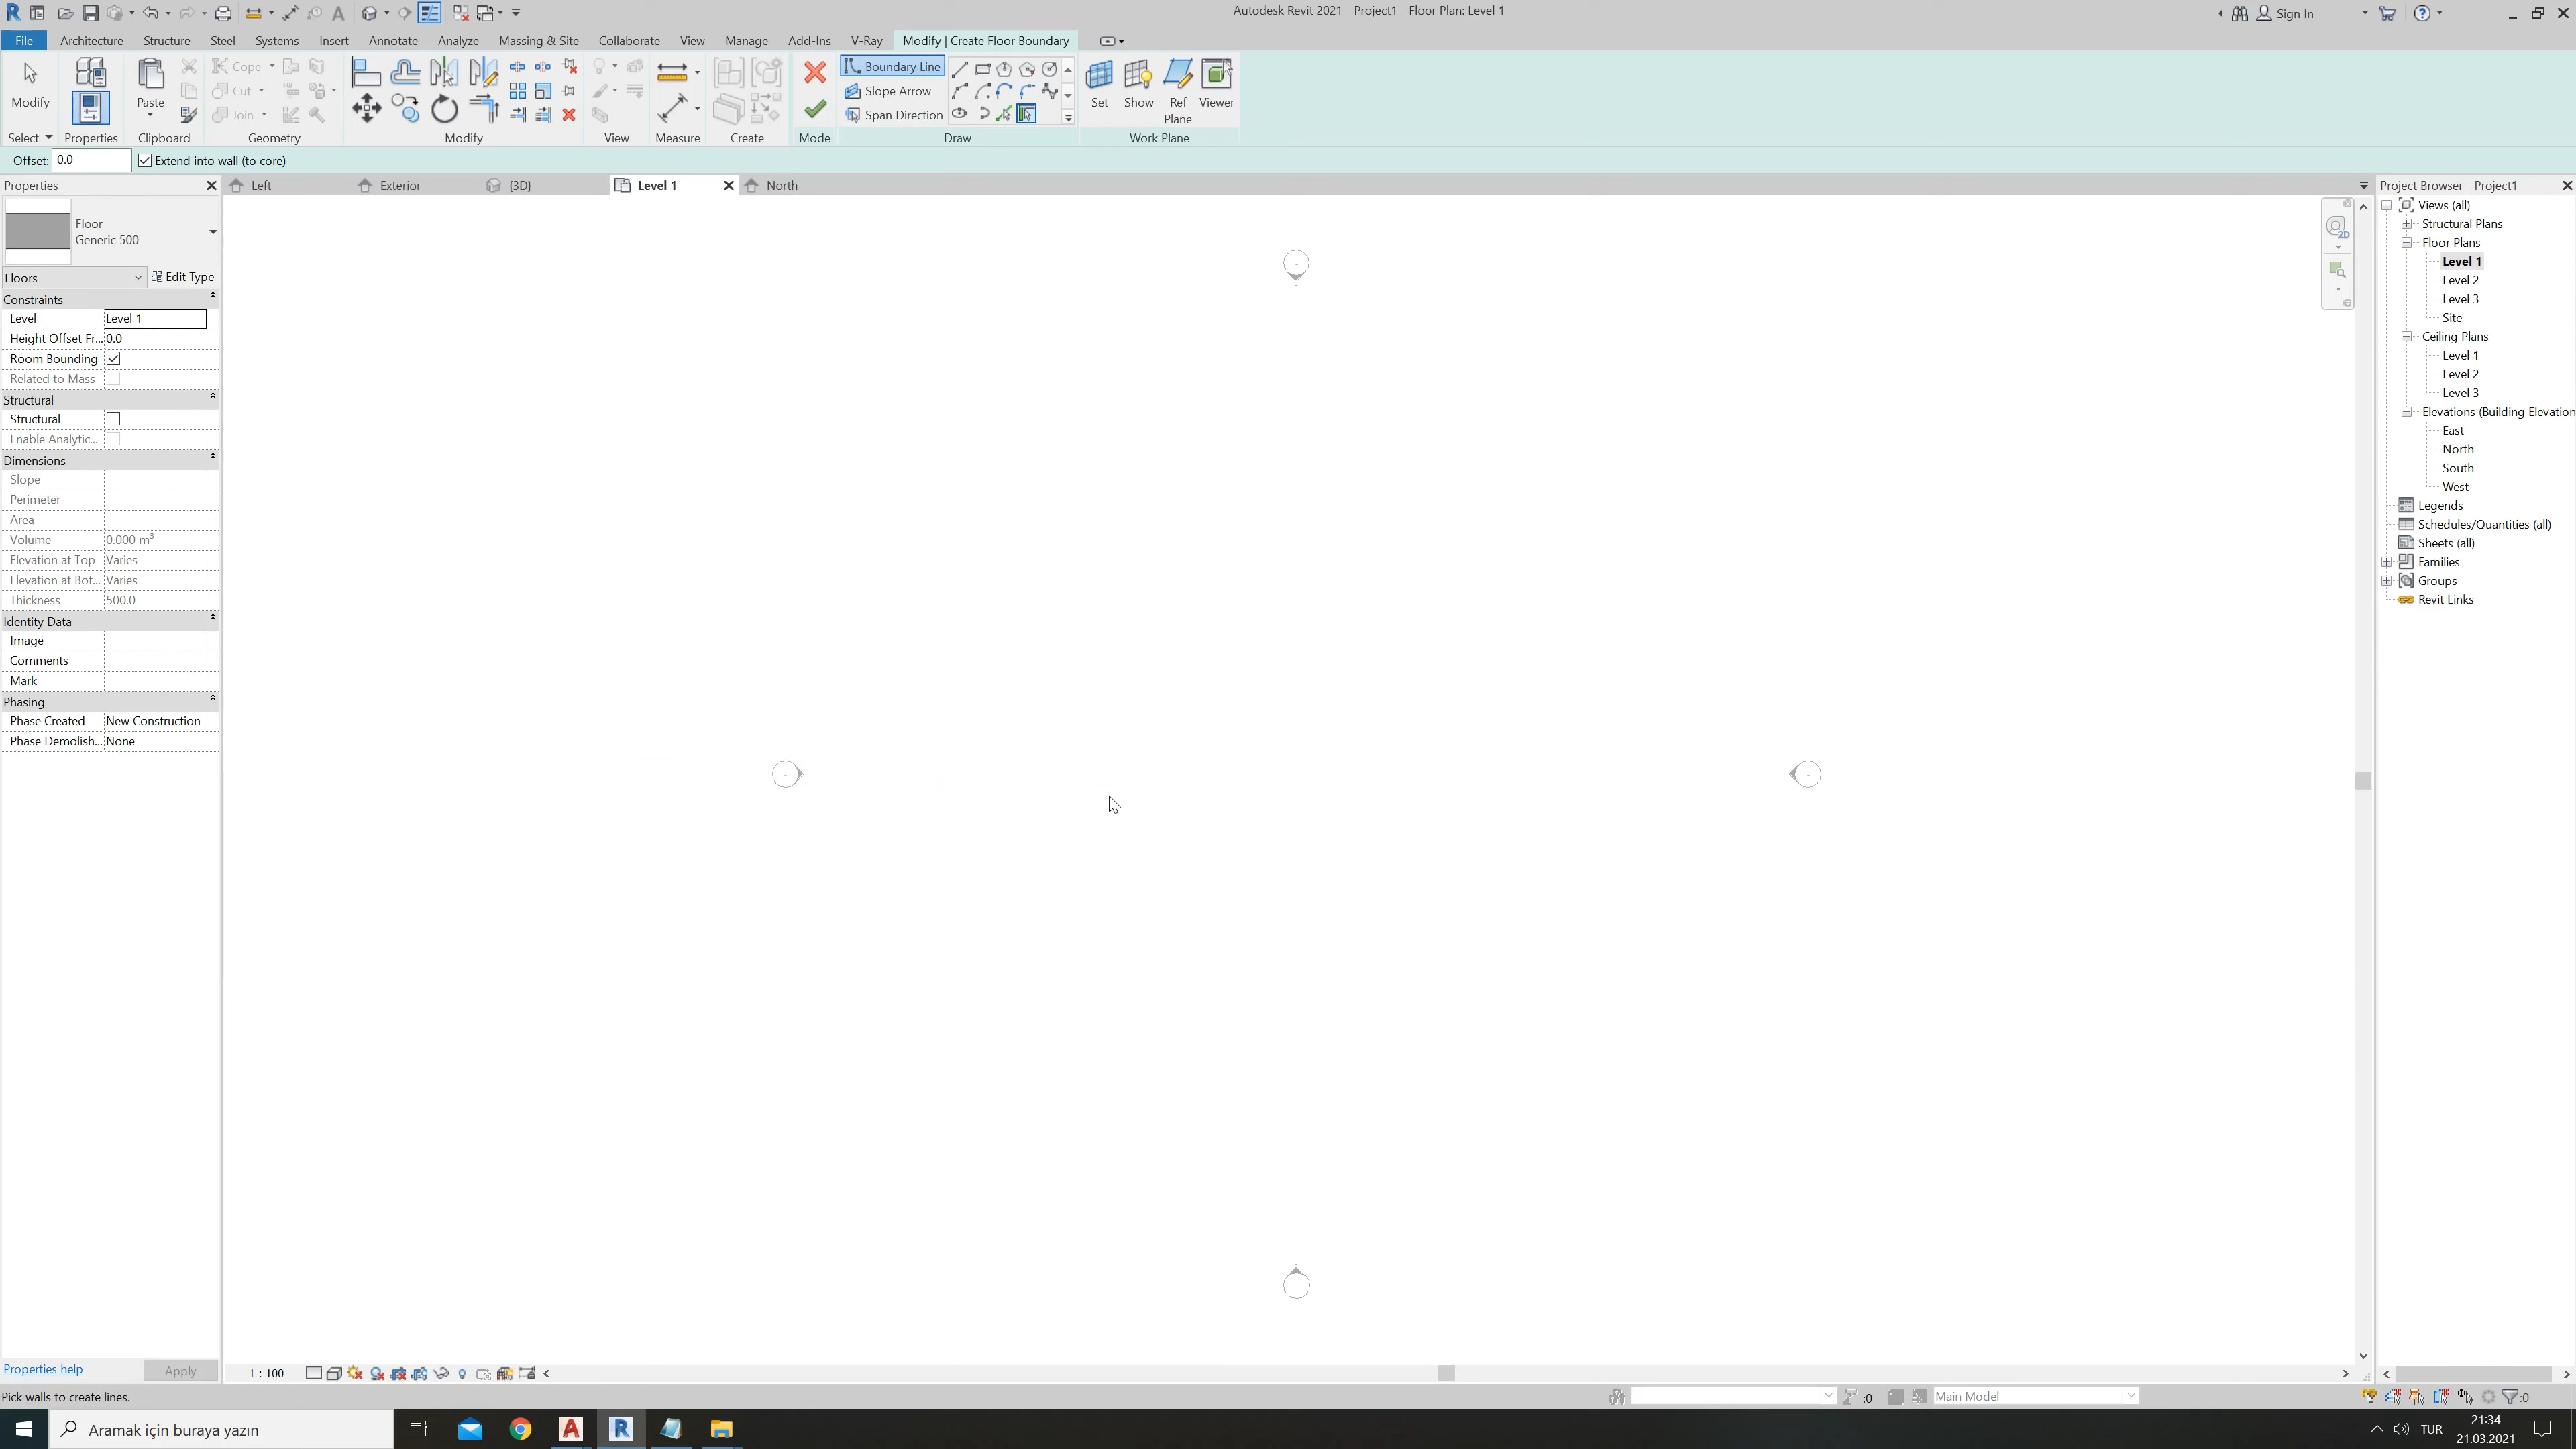 Autodesk Revit 2021 - Project1 - Floor Plan: Level 1
Sign In
File Architecture Structure Steel Systems Insert Annotate Analyze Massing & Site Collaborate View Manage Add-Ins V-Ray Modify | Create Floor Boundary
Modify
Select
Properties
Paste
Clipboard
Cope
Cut
Join
Geometry
Modify
View
Measure
Create
Mode
Boundary Line
Slope Arrow
Span Direction
Draw
Set
Show
Ref
Plane
Viewer
Work Plane
Offset: 0.0
Extend into wall (to core)
Properties
Left
Exterior
{3D}
Level 1
North
Floor
Generic 500
Floors
Edit Type
Constraints
Level Level 1
Height Offset Fr... 0.0
Room Bounding
Related to Mass
Structural
Structural
Enable Analytic...
Dimensions
Slope
Perimeter
Area
Volume 0.000 m³
Elevation at Top Varies
Elevation at Bot... Varies
Thickness 500.0
Identity Data
Image
Comments
Mark
Phasing
Phase Created New Construction
Phase Demolish... None
Properties help
Apply
Project Browser - Project1
Views (all)
Structural Plans
Floor Plans
Level 1
Level 2
Level 3
Site
Ceiling Plans
Level 1
Level 2
Level 3
Elevations (Building Elevation
East
North
South
West
Legends
Schedules/Quantities (all)
Sheets (all)
Families
Groups
Revit Links
2D
1 : 100
Pick walls to create lines.
:0
Main Model
:0
Aramak için buraya yazın
TUR
21:34
21.03.2021